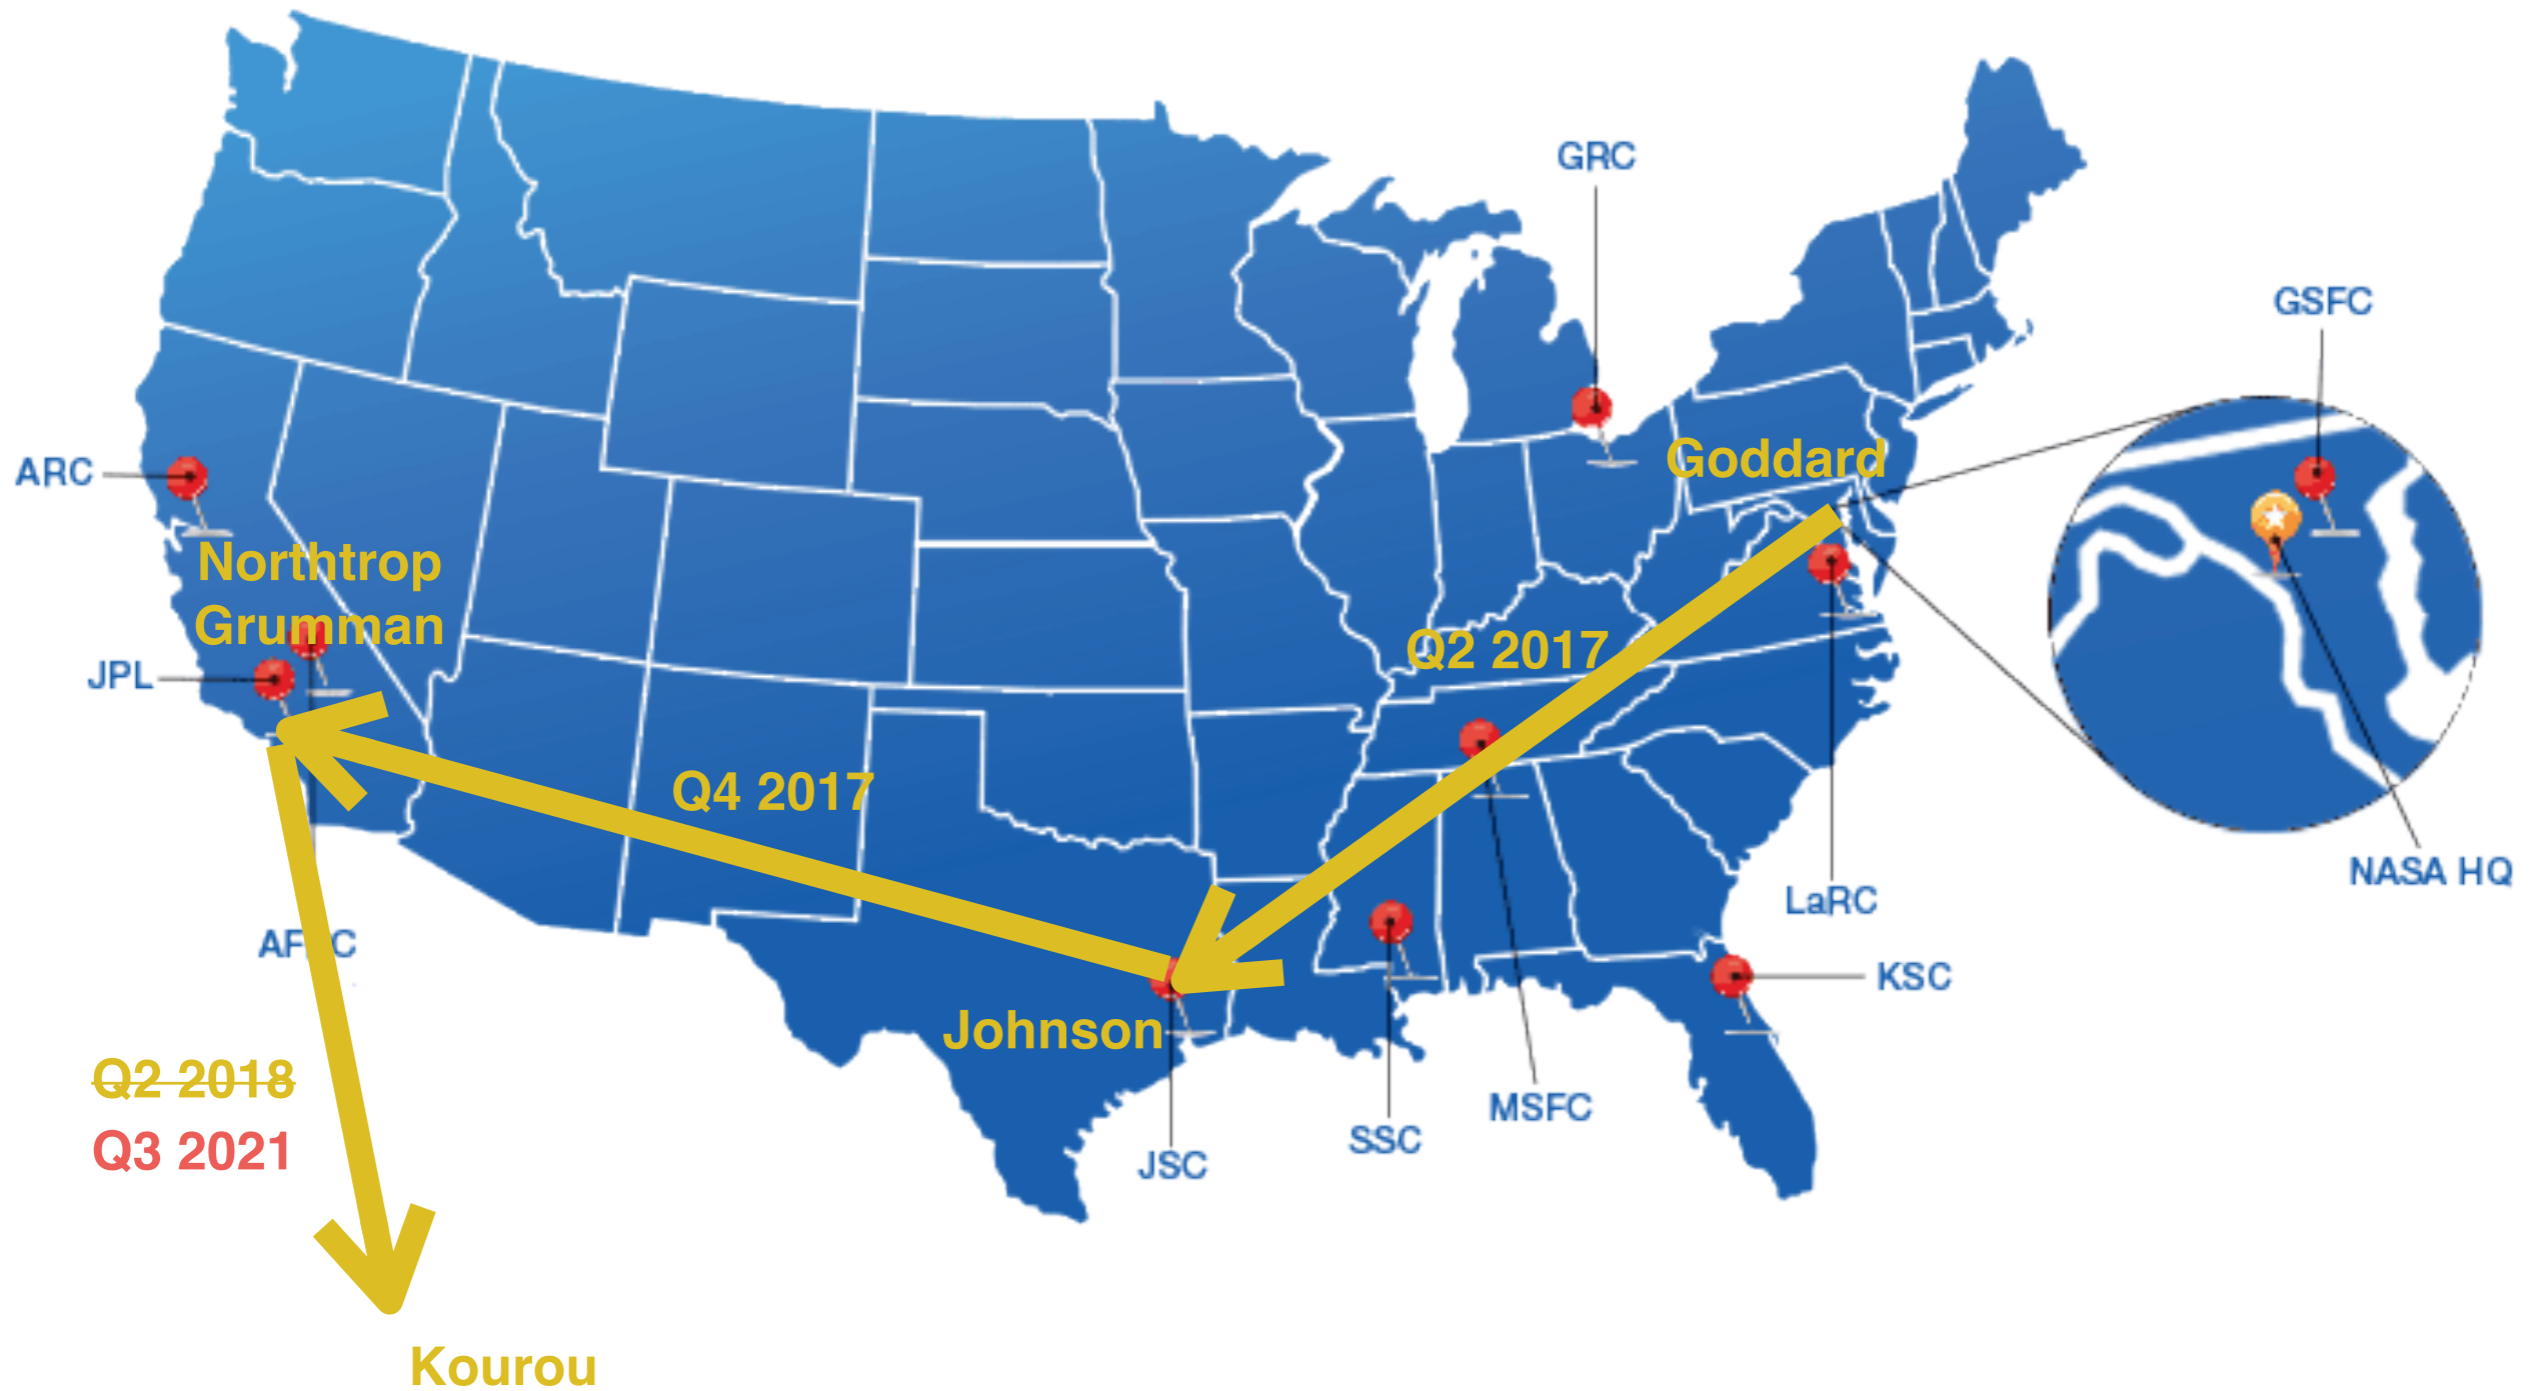 GRC
GSFC
Goddard
ARC
Northtrop
Grumman
JPL
Q2 2017
Q4 2017
NASA HQ
LaRC
KSC
Johnson
Q2 2018
MSFC
SSC
Q3 2021
JSC
Kourou